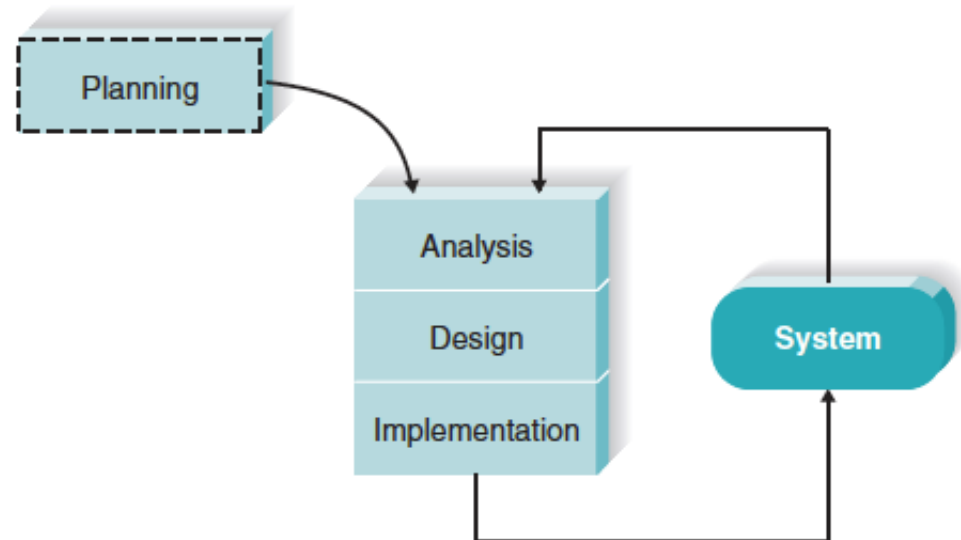 Planning
Analysis
Design
System
Implementation